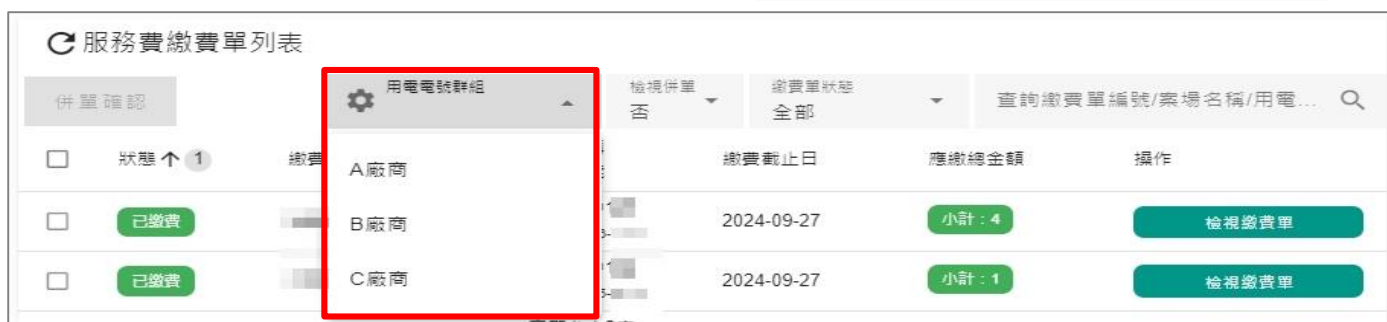 服務費繳費單列表
併單確認
用電電號群組
檢視併單
否
繳費單狀態
全部
查詢繳費單編號/案場名稱/用電...
狀態 1
繳費
繳費截止日
應繳總金額
操作
A廠商
B廠商
C廠商
已繳費
2024-09-27
小計：4
檢視繳費單
已繳費
2024-09-27
小計：1
檢視繳費單